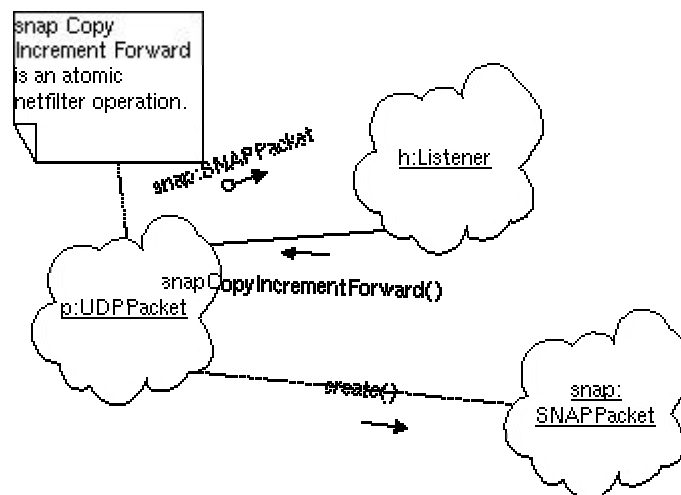 snap Copy
Increment Forward
is an atomic
netfilter operation.
snap:SNAPPacket
h:Listener
snapCopyIncrementForward()
p:UDPPacket
create()
snap:
SNAPPacket